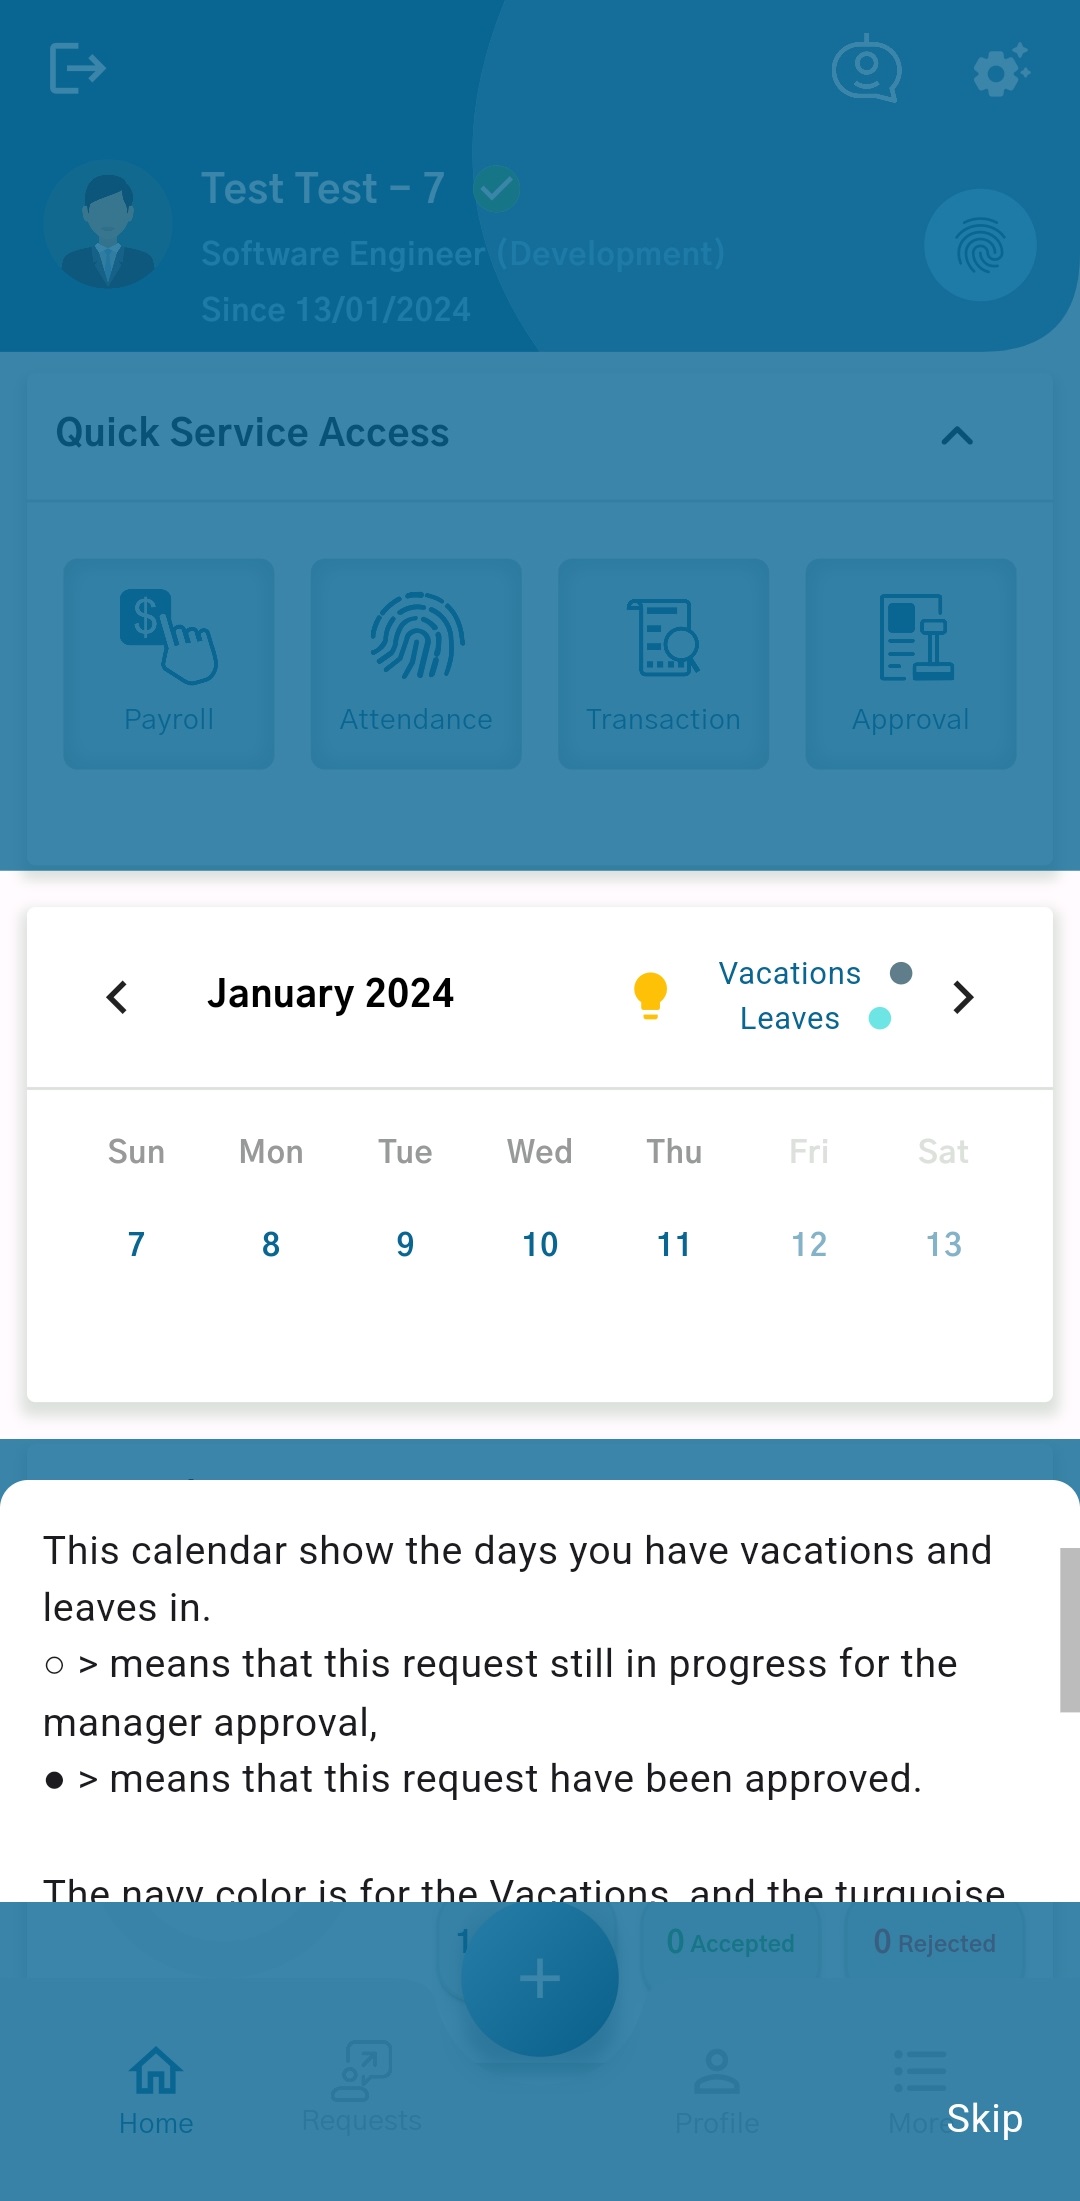 Test Test - 7
Software Engineer (Development)
Since 13/01/2024
Quick Service Access
$
Payroll Attendance Transaction Approval
January 2024
Vacations
Leaves
Sun Mon Tue Wed Thu Fri Sat
7 8 9 10 11 12 13
This calendar show the days you have vacations and
leaves in.
○ > means that this request still in progress for the
manager approval,
● > means that this request have been approved.
The navy color is for the Vacations, and the turquoise
1 0 Accepted 0 Rejected
+
Home Requests Profile More
Skip